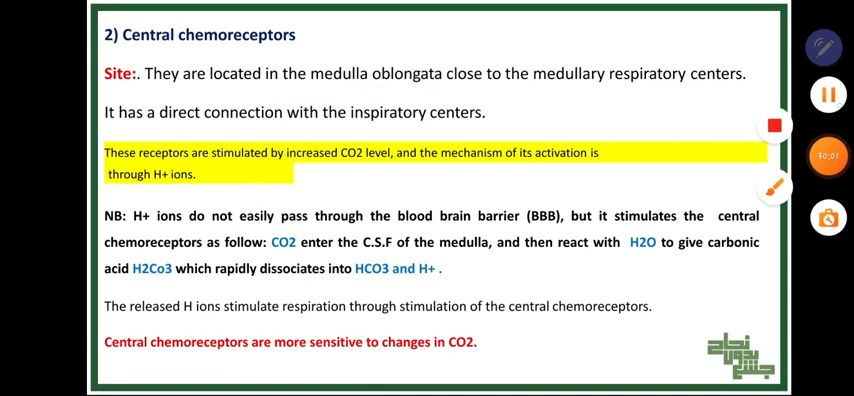 2) Central chemoreceptors
Site:. They are located in the medulla oblongata close to the medullary respiratory centers.
It has a direct connection with the inspiratory centers.
These receptors are stimulated by increased CO2 level, and the mechanism of its activation is
through H+ ions.
NB: H+ ions do not easily pass through the blood brain barrier (BBB), but it stimulates the central
chemoreceptors as follow: CO2 enter the C.S.F of the medulla, and then react with H2O to give carbonic
acid H2Co3 which rapidly dissociates into HCO3 and H+ .
The released H ions stimulate respiration through stimulation of the central chemoreceptors.
Central chemoreceptors are more sensitive to changes in CO2.
30:01
نجاح
بدون
جشع